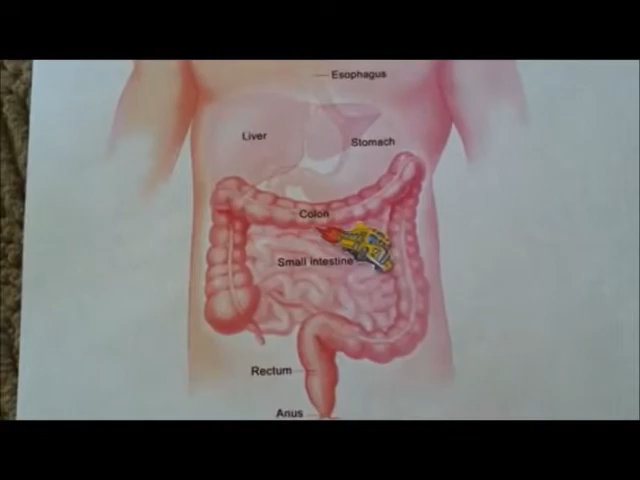 Esophagus
Liver
Stomach
Colon
Small intestine
Rectum
Anus